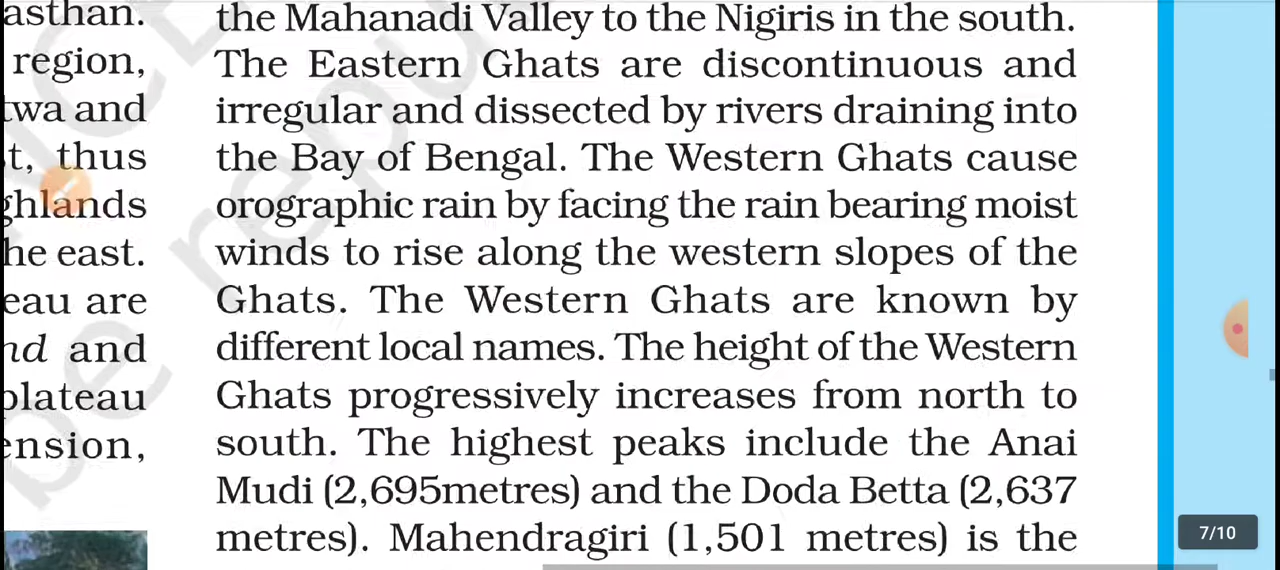 asthan.
region,
twa and
t, thus
ghlands
he east.
eau are
nd and
plateau
ension,
the Mahanadi Valley to the Nigiris in the south.
The Eastern Ghats are discontinuous and
irregular and dissected by rivers draining into
the Bay of Bengal. The Western Ghats cause
orographic rain by facing the rain bearing moist
winds to rise along the western slopes of the
Ghats. The Western Ghats are known by
different local names. The height of the Western
Ghats progressively increases from north to
south. The highest peaks include the Anai
Mudi (2,695metres) and the Doda Betta (2,637
metres). Mahendragiri (1,501 metres) is the
7/10